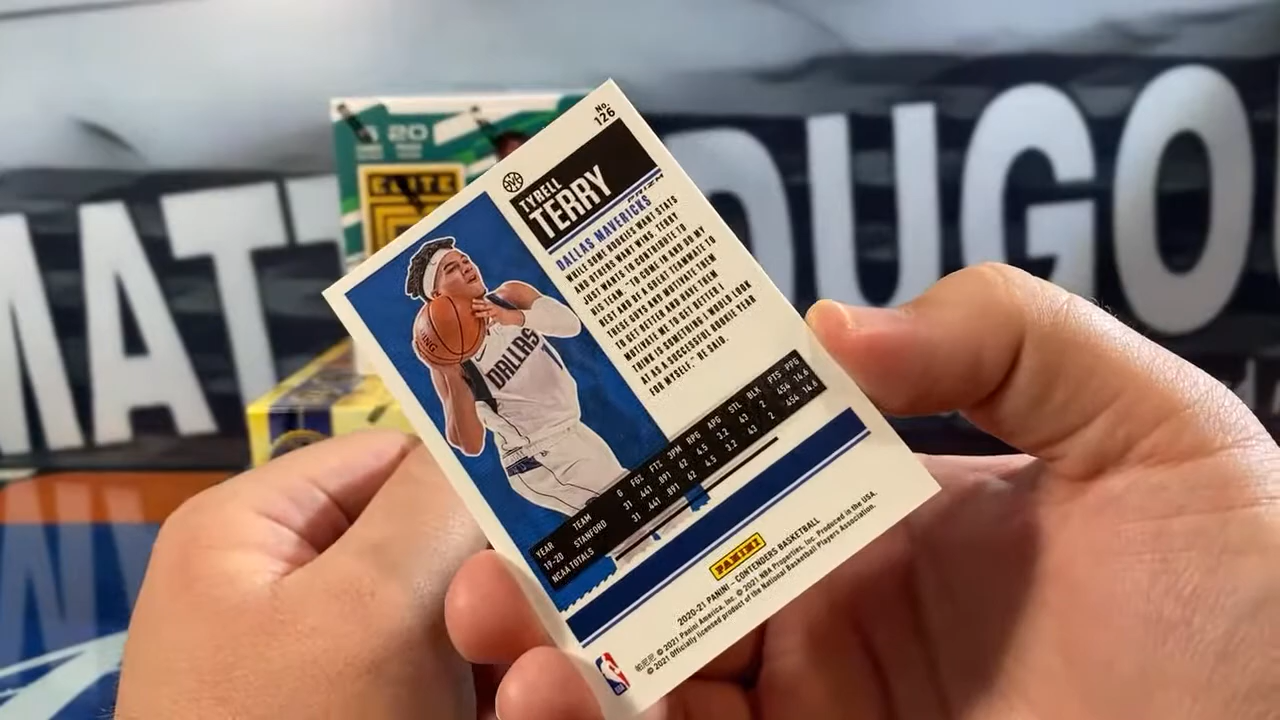 MATT
DUGO
20
ELITE
No.
126
TYRELL
TERRY
DALLAS MAVERICKS
WHILE SOME ROOKIES WANT STATS
AND OTHERS WANT WINS, TERRY
JUST WANTS TO CONTRIBUTE TO
HIS TEAM. "TO COME IN AND DO MY
BEST AND BE A GREAT TEAMMATE TO
THESE GUYS AND MOTIVATE THEM
TO GET BETTER AND HAVE THEM
MOTIVATE ME TO GET BETTER I
THINK IS SOMETHING I WOULD LOOK
AT AS A SUCCESSFUL ROOKIE YEAR
FOR MYSELF," HE SAID.
DALLAS
1
YEAR TEAM G FG% FT% 3PM RPG APG STL BLK PTS PPG
19-20 STANFORD 31 .441 .891 62 4.5 3.2 43 2 454 14.6
NCAA TOTALS 31 .441 .891 62 4.5 3.2 43 2 454 14.6
PANINI
2020-21 PANINI – CONTENDERS BASKETBALL
帕尼尼 © 2021 Panini America, Inc. © 2021 NBA Properties, Inc. Produced in the USA.
© 2021 Officially licensed product of the National Basketball Players Association.